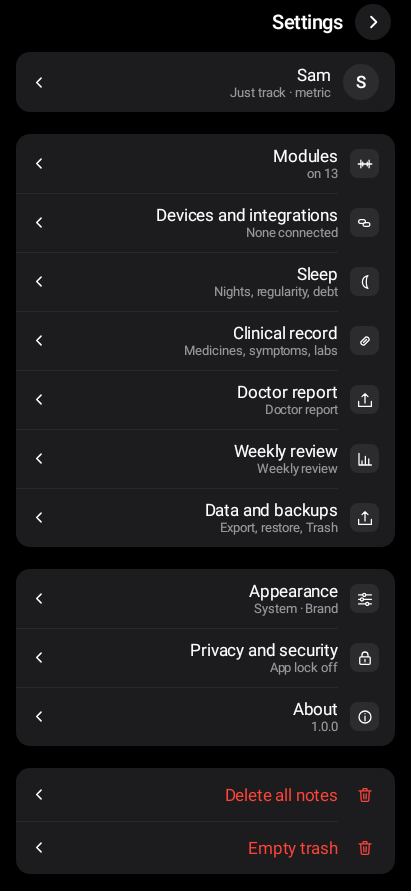 Settings
Sam
S
Just track · metric
Modules
on 13
Devices and integrations
None connected
Sleep
Nights, regularity, debt
Clinical record
Medicines, symptoms, labs
Doctor report
Doctor report
Weekly review
Weekly review
Data and backups
Export, restore, Trash
Appearance
System · Brand
Privacy and security
App lock off
About
1.0.0
Delete all notes
Empty trash